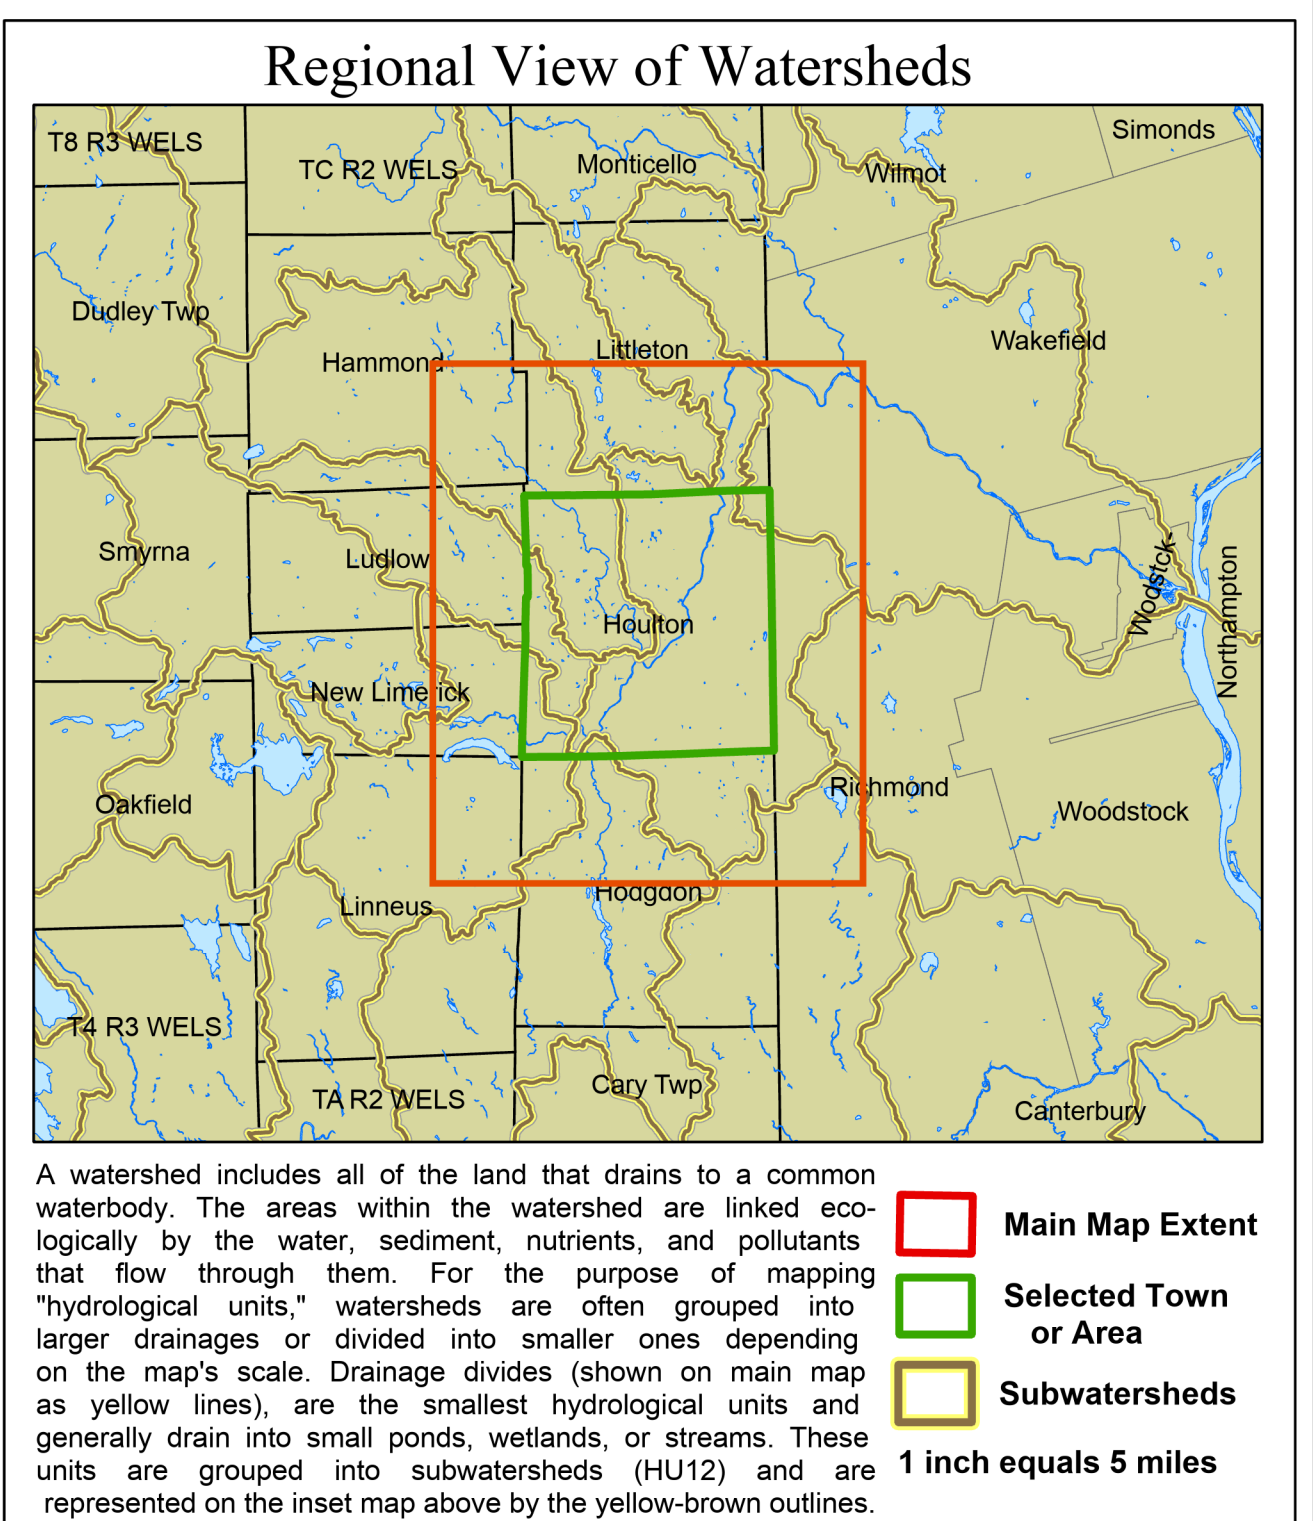 Regional View of Watersheds
Simonds
T8 R3 WELS
TC R2 WELS
Monticello
Wilmot
Dudley Twp
Wakefield
Littleton
Hammond
Smyrna
Ludlow
Wodstck-
Northampton
Houlton
New Limerick
Richmond
Oakfield
Woodstock
Hodgdon
Linneus
T4 R3 WELS
Cary Twp
TA R2 WELS
Canterbury
A watershed includes all of the land that drains to a common
waterbody. The areas within the watershed are linked eco-
logically by the water, sediment, nutrients, and pollutants
that flow through them. For the purpose of mapping
"hydrological units," watersheds are often grouped into
larger drainages or divided into smaller ones depending
on the map's scale. Drainage divides (shown on main map
as yellow lines), are the smallest hydrological units and
generally drain into small ponds, wetlands, or streams. These
units are grouped into subwatersheds (HU12) and are
represented on the inset map above by the yellow-brown outlines.
Main Map Extent
Selected Town
or Area
Subwatersheds
1 inch equals 5 miles